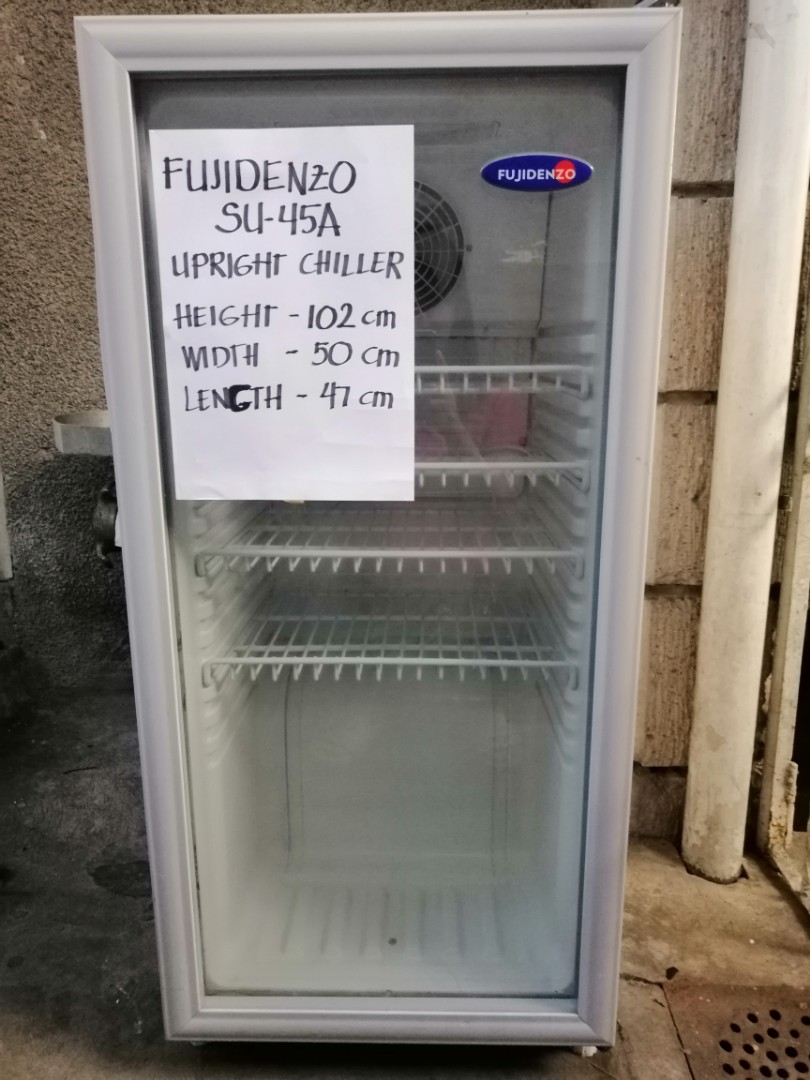 FUJIDENZO
SU-45A
UPRIGHT CHILLER
HEIGHT - 102 cm
WIDTH - 50 cm
LENGTH - 47 cm
FUJIDENZO